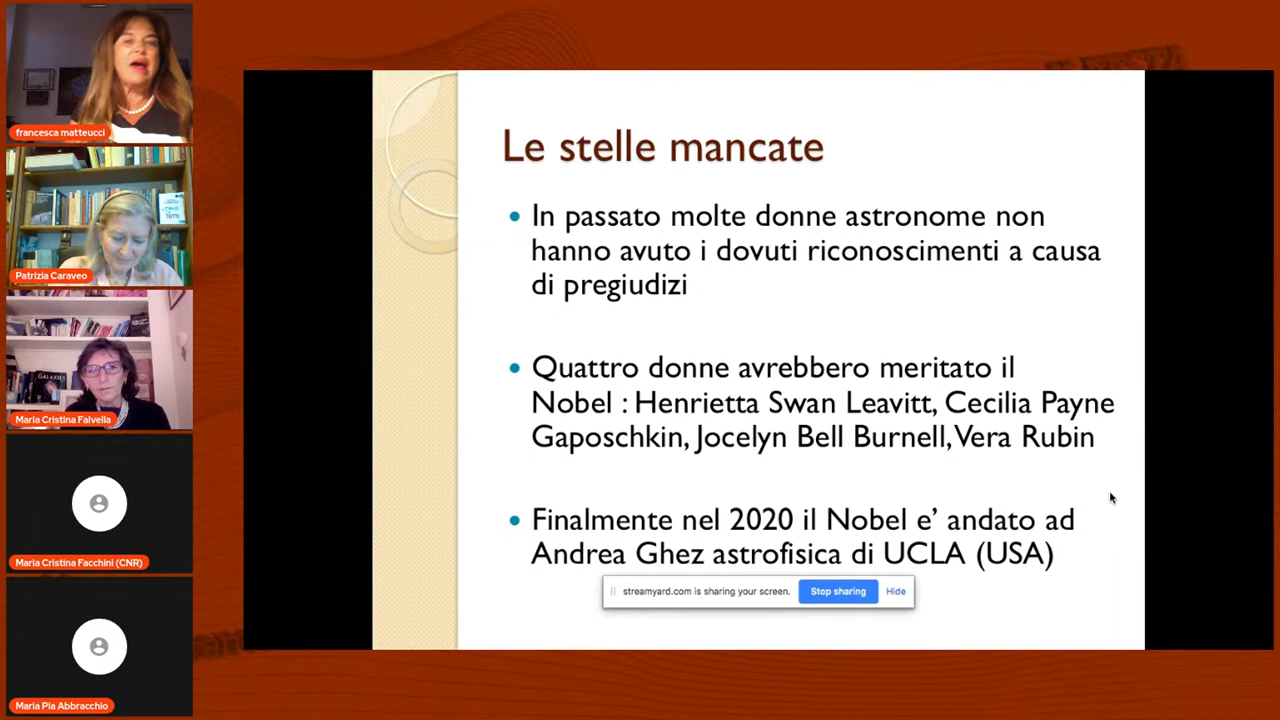 francesca matteucci
Patrizia Caraveo
GALAXIES
Maria Cristina Falvella
Maria Cristina Facchini (CNR)
Maria Pia Abbracchio
Le stelle mancate
• In passato molte donne astronome non
hanno avuto i dovuti riconoscimenti a causa
di pregiudizi
• Quattro donne avrebbero meritato il
Nobel : Henrietta Swan Leavitt, Cecilia Payne
Gaposchkin, Jocelyn Bell Burnell, Vera Rubin
• Finalmente nel 2020 il Nobel e’ andato ad
Andrea Ghez astrofisica di UCLA (USA)
streamyard.com is sharing your screen. Stop sharing Hide